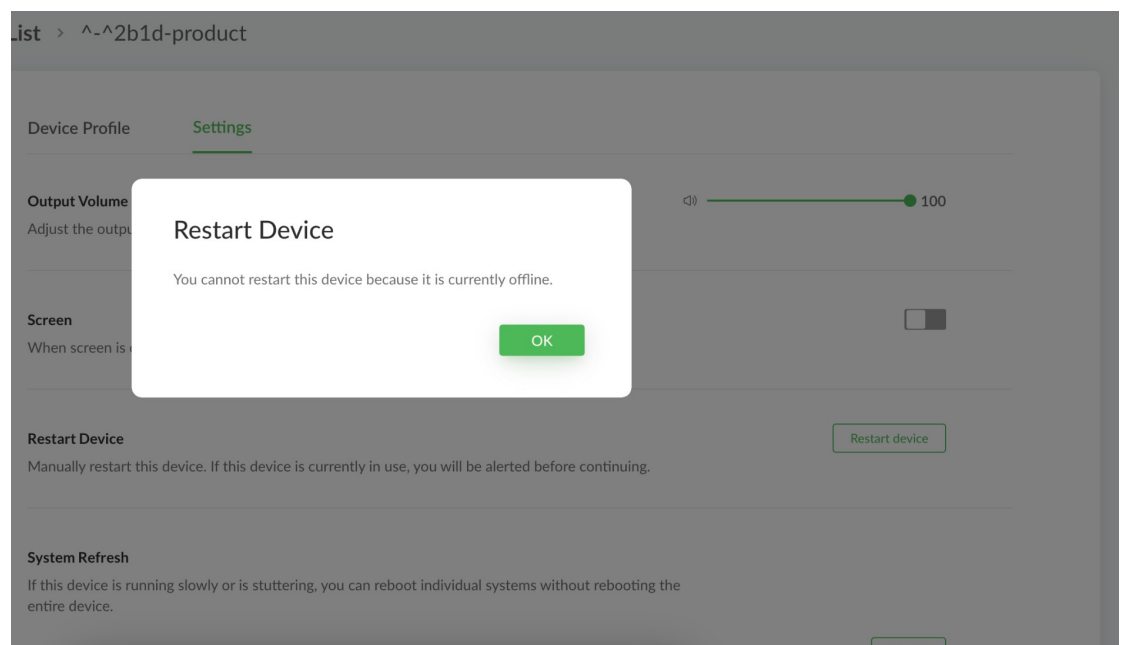 List > ^-^2b1d-product
Device Profile Settings
Output Volume 100
Adjust the outpu
Restart Device
You cannot restart this device because it is currently offline.
OK
Screen
When screen is
Restart Device Restart device
Manually restart this device. If this device is currently in use, you will be alerted before continuing.
System Refresh
If this device is running slowly or is stuttering, you can reboot individual systems without rebooting the
entire device.